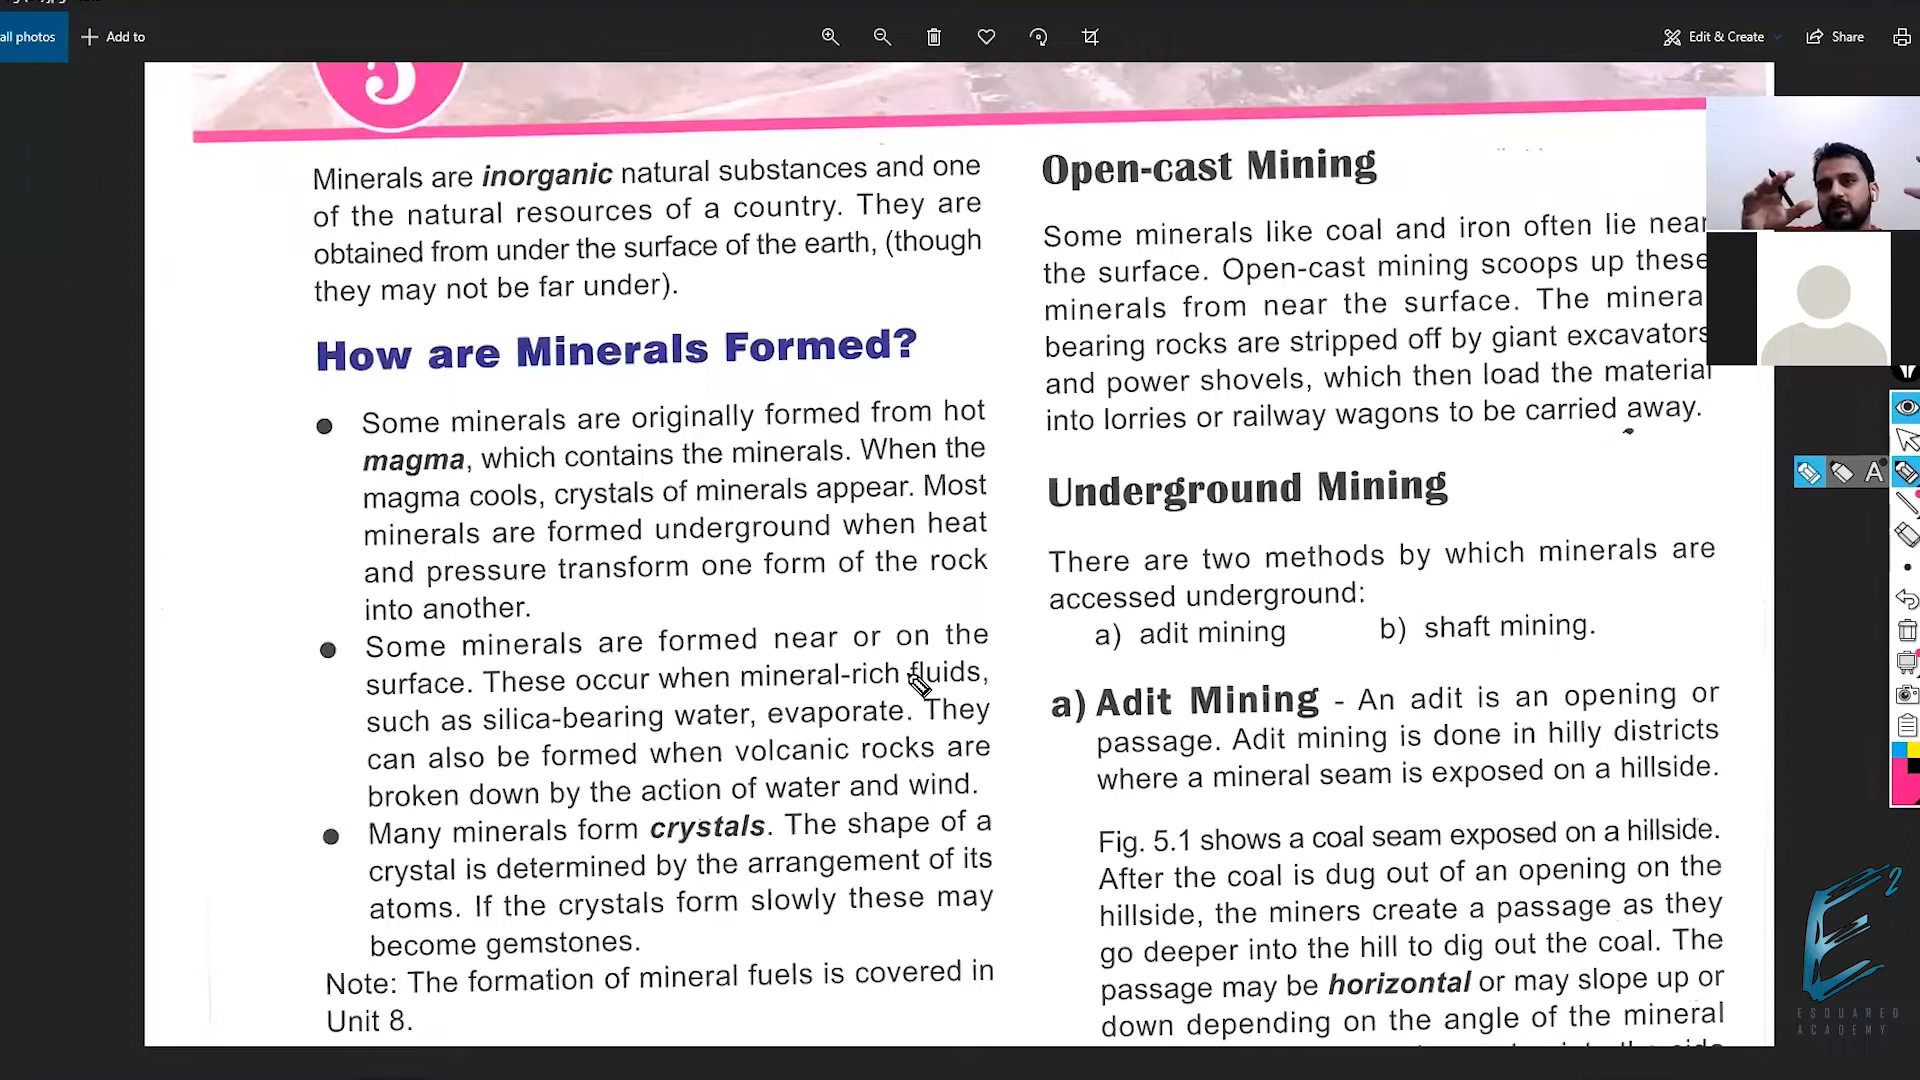 all photos
Add to
Edit & Create
Share
5
Minerals are inorganic natural substances and one
of the natural resources of a country. They are
obtained from under the surface of the earth, (though
they may not be far under).
How are Minerals Formed?
Some minerals are originally formed from hot
magma, which contains the minerals. When the
magma cools, crystals of minerals appear. Most
minerals are formed underground when heat
and pressure transform one form of the rock
into another.
Some minerals are formed near or on the
surface. These occur when mineral-rich fluids,
such as silica-bearing water, evaporate. They
can also be formed when volcanic rocks are
broken down by the action of water and wind.
Many minerals form crystals. The shape of a
crystal is determined by the arrangement of its
atoms. If the crystals form slowly these may
become gemstones.
Note: The formation of mineral fuels is covered in
Unit 8.
Open-cast Mining
Some minerals like coal and iron often lie near
the surface. Open-cast mining scoops up these
minerals from near the surface. The minera
bearing rocks are stripped off by giant excavators
and power shovels, which then load the material
into lorries or railway wagons to be carried away.
Underground Mining
There are two methods by which minerals are
accessed underground:
a) adit mining b) shaft mining.
a) Adit Mining - An adit is an opening or
passage. Adit mining is done in hilly districts
where a mineral seam is exposed on a hillside.
Fig. 5.1 shows a coal seam exposed on a hillside.
After the coal is dug out of an opening on the
hillside, the miners create a passage as they
go deeper into the hill to dig out the coal. The
passage may be horizontal or may slope up or
down depending on the angle of the mineral
A
E2
ESQUARED
ACADEMY